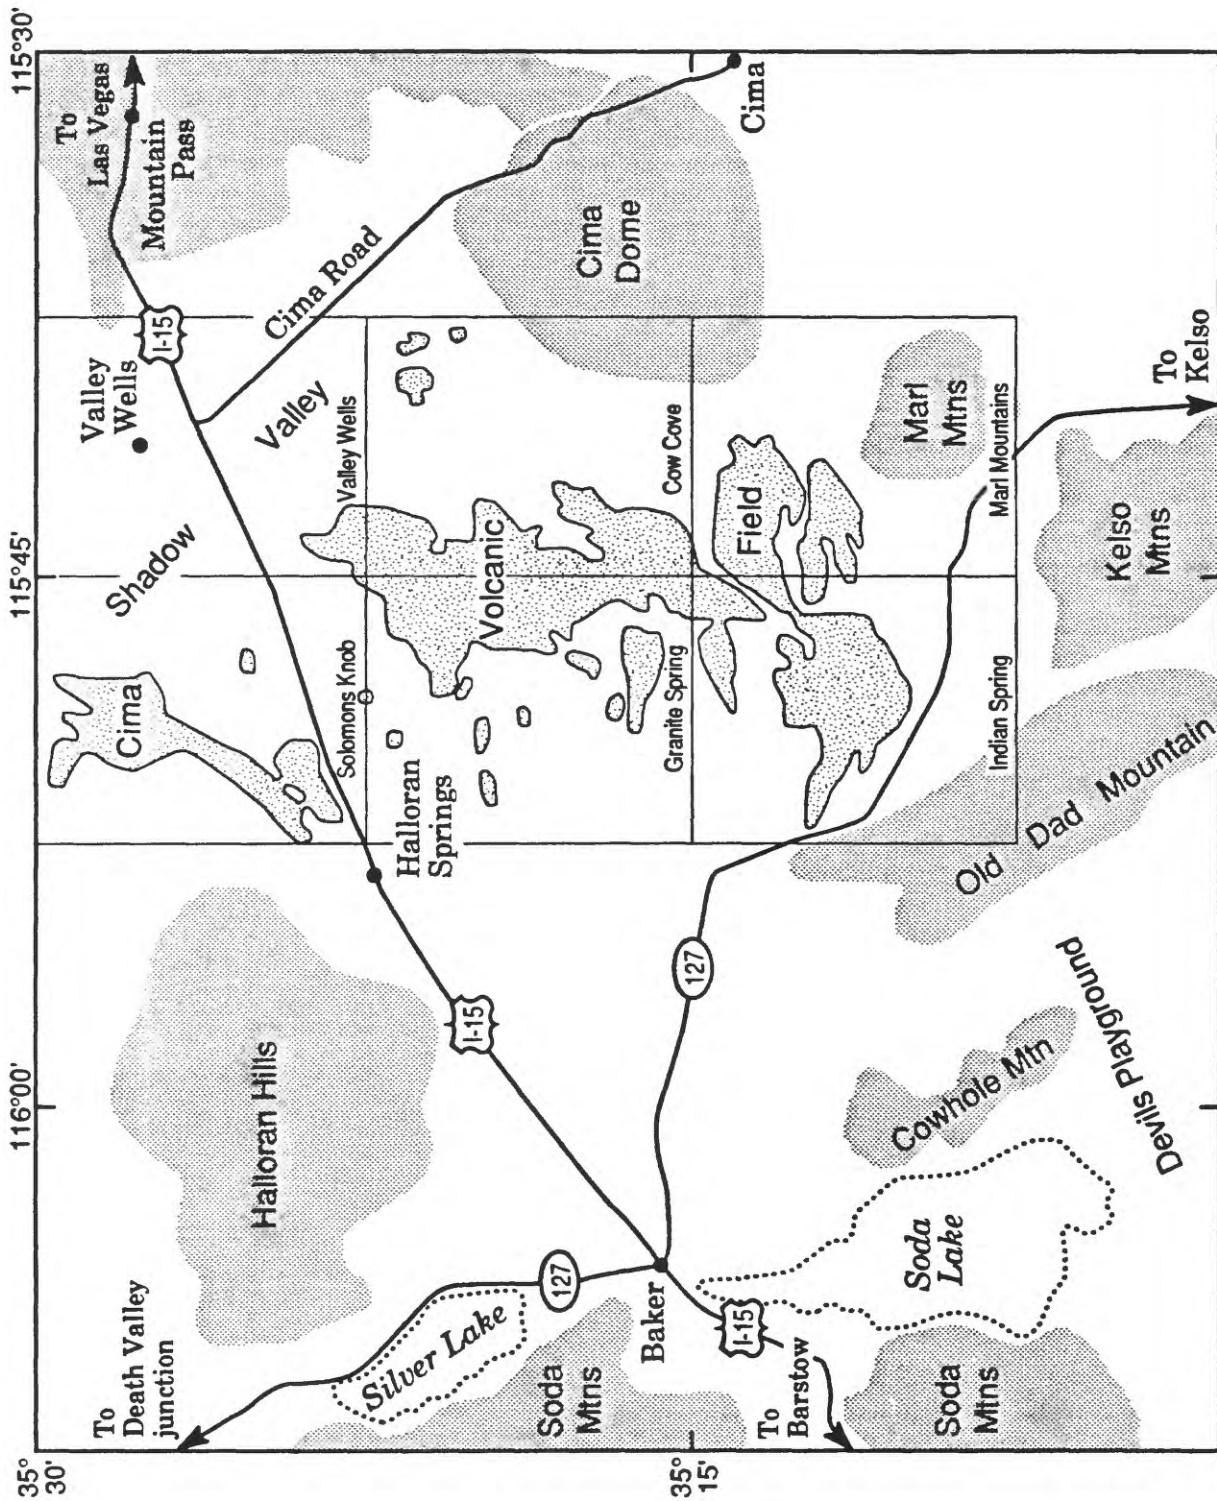 35°
30'
116°00'
115°45'
115°30'
To
Death Valley
junction
Halloran Hills
Cima
Shadow
Valley
Valley
Wells
I-15
To
Las Vegas
Mountain
Pass
Cima Road
Silver Lake
Halloran
Springs
Solomons Knob
Valley Wells
I-15
127
Soda
Mtns
Volcanic
Cima
Dome
Cima
Baker
Granite Spring
Cow Cove
35°
15'
127
I-15
To
Barstow
Field
Marl
Mtns
Soda
Lake
Cowhole Mtn
Soda
Mtns
Indian Spring
Marl Mountains
Old Dad Mountain
Kelso
Mtns
To
Kelso
Devils Playground